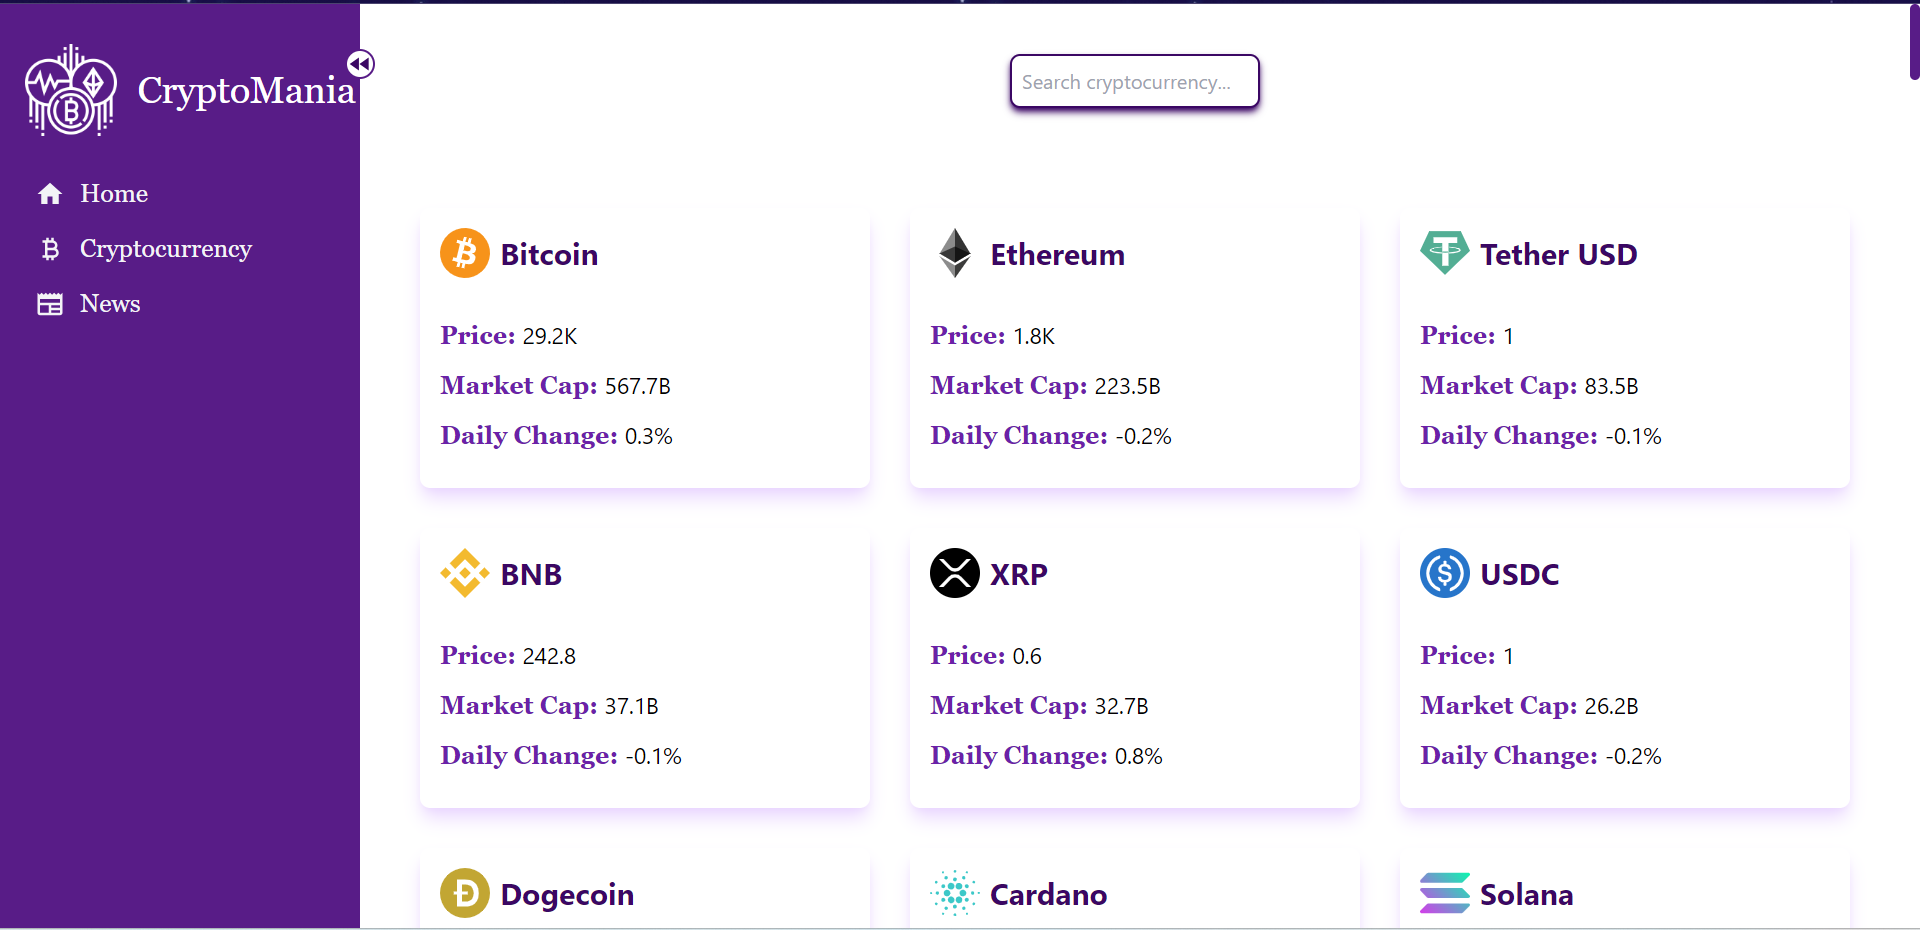 CryptoMania
Home
Cryptocurrency
News
Search cryptocurrency...
Bitcoin
Price: 29.2K
Market Cap: 567.7B
Daily Change: 0.3%
Ethereum
Price: 1.8K
Market Cap: 223.5B
Daily Change: -0.2%
Tether USD
Price: 1
Market Cap: 83.5B
Daily Change: -0.1%
BNB
Price: 242.8
Market Cap: 37.1B
Daily Change: -0.1%
XRP
Price: 0.6
Market Cap: 32.7B
Daily Change: 0.8%
USDC
Price: 1
Market Cap: 26.2B
Daily Change: -0.2%
Dogecoin
Cardano
Solana